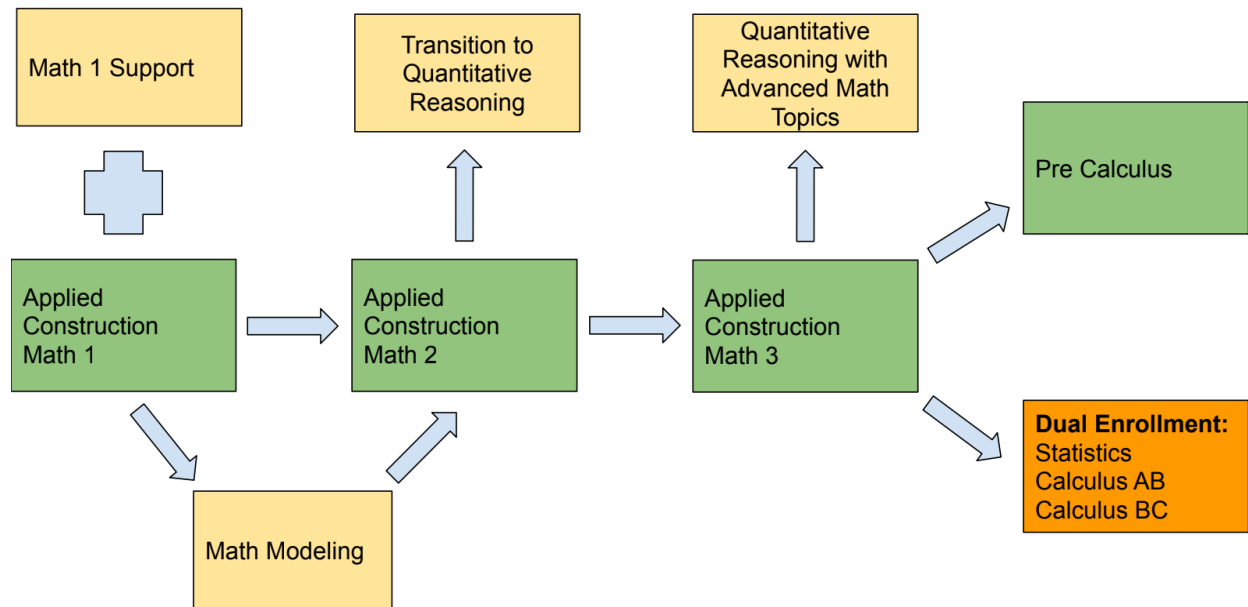 Math 1 Support
Transition to
Quantitative
Reasoning
Quantitative
Reasoning with
Advanced Math
Topics
Pre Calculus
Applied
Construction
Math 1
Applied
Construction
Math 2
Applied
Construction
Math 3
Dual Enrollment:
Statistics
Calculus AB
Calculus BC
Math Modeling